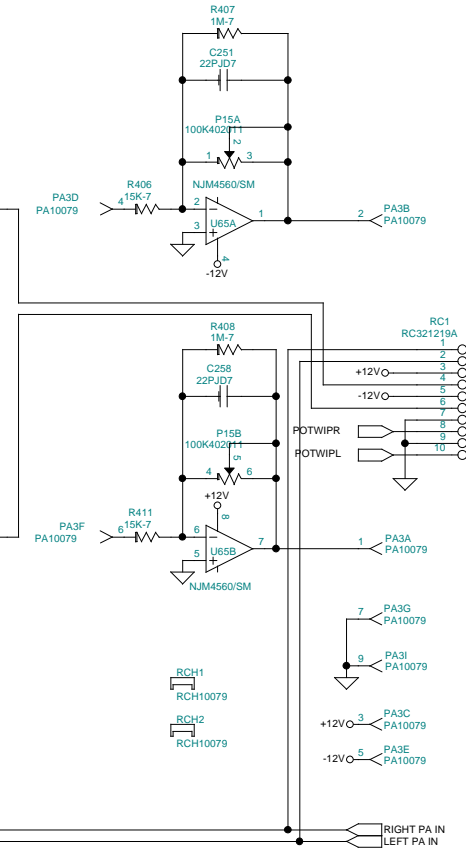 R407
1M-7
C251
22PJD7
P15A
100K402011
2
1 3
R406
15K-7
NJM4560/SM
PA3D
PA10079
4
2
3
1
U65A
4
-12V
2
PA3B
PA10079
R408
1M-7
C258
22PJD7
P15B
100K402011
5
4 6
+12V
8
R411
15K-7
PA3F
PA10079
6
6
5
7
U65B
NJM4560/SM
RC1
RC321219A
1
2
+12V 3
4
-12V 5
6
7
POTWIPR 8
9
POTWIPL 10
1
PA3A
PA10079
7
PA3G
PA10079
9
PA3I
PA10079
+12V 3
PA3C
PA10079
-12V 5
PA3E
PA10079
RCH1
RCH10079
RCH2
RCH10079
RIGHT PA IN
LEFT PA IN